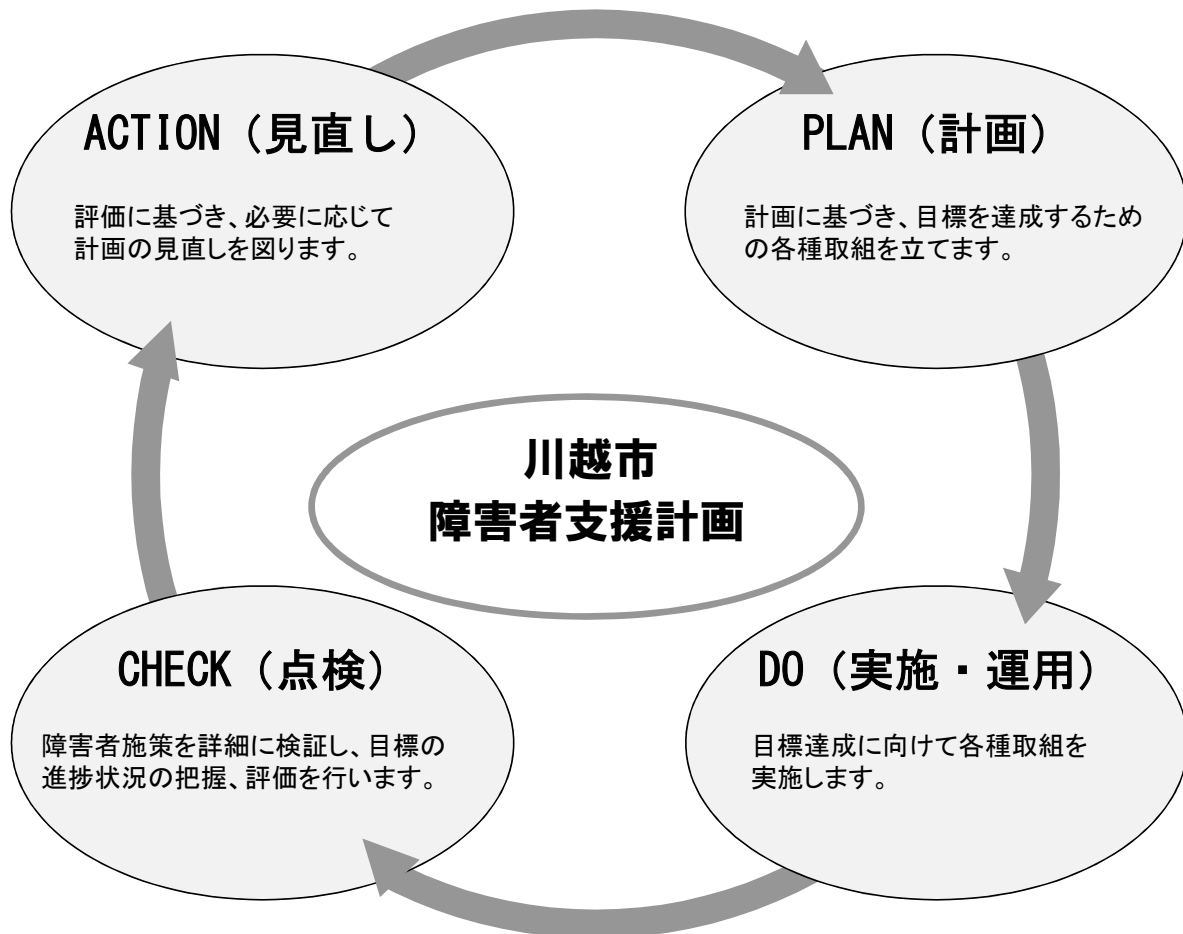 ACTION（見直し）
評価に基づき、必要に応じて
計画の見直しを図ります。
PLAN（計画）
計画に基づき、目標を達成するため
の各種取組を立てます。
川越市
障害者支援計画
CHECK（点検）
障害者施策を詳細に検証し、目標の
進捗状況の把握、評価を行います。
DO（実施・運用）
目標達成に向けて各種取組を
実施します。